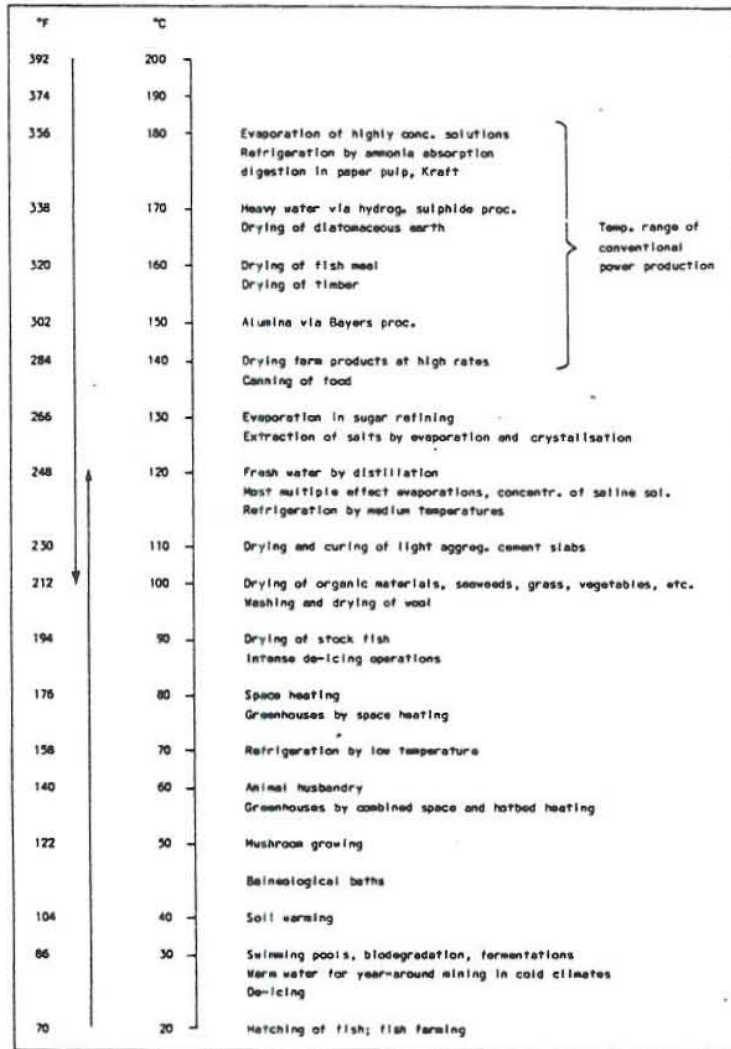 °F °C
392 200
374 190
356 180 Evaporation of highly conc. solutions
Refrigeration by ammonia absorption
digestion in paper pulp, Kraft
338 170 Heavy water via hydrog. sulphide proc.
Drying of diatomaceous earth
Temp. range of
conventional
power production
320 160 Drying of fish meal
Drying of timber
302 150 Alumina via Bayers proc.
284 140 Drying farm products at high rates
Canning of food
266 130 Evaporation in sugar refining
Extraction of salts by evaporation and crystalisation
248 120 Fresh water by distillation
Most multiple effect evaporations, concentr. of saline sol.
Refrigeration by medium temperatures
230 110 Drying and curing of light aggreg. cement slabs
212 100 Drying of organic materials, seaweeds, grass, vegetables, etc.
Washing and drying of wool
194 90 Drying of stock fish
Intense de-icing operations
176 80 Space heating
Greenhouses by space heating
158 70 Refrigeration by low temperature
140 60 Animal husbandry
Greenhouses by combined space and hotbed heating
122 50 Mushroom growing
Balneological baths
104 40 Soil warming
86 30 Swimming pools, biodegradation, fermentations
Warm water for year-around mining in cold climates
De-icing
70 20 Hatching of fish; fish farming